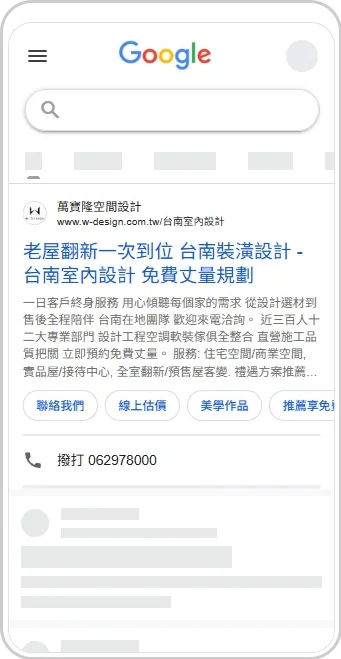 Google
萬寶隆空間設計
www.w-design.com.tw/台南室內設計
老屋翻新一次到位 台南裝潢設計 -
台南室內設計 免費丈量規劃
一日客戶終身服務 用心傾聽每個家的需求 從設計選材到
售後全程陪伴 台南在地團隊 歡迎來電洽詢。 近三百人十
二大專業部門 設計工程空調軟裝傢俱全整合 直營施工品
質把關 立即預約免費丈量。 服務: 住宅空間/商業空間,
實品屋/接待中心, 全室翻新/預售屋客變. 禮遇方案推薦...
聯絡我們 線上估價 美學作品 推薦享免
撥打 062978000